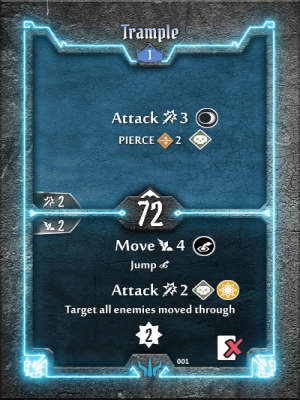 Trample
1
Attack 3
PIERCE 2
2
72
2
Move 4
Jump
Attack 2
Target all enemies moved through
2
001